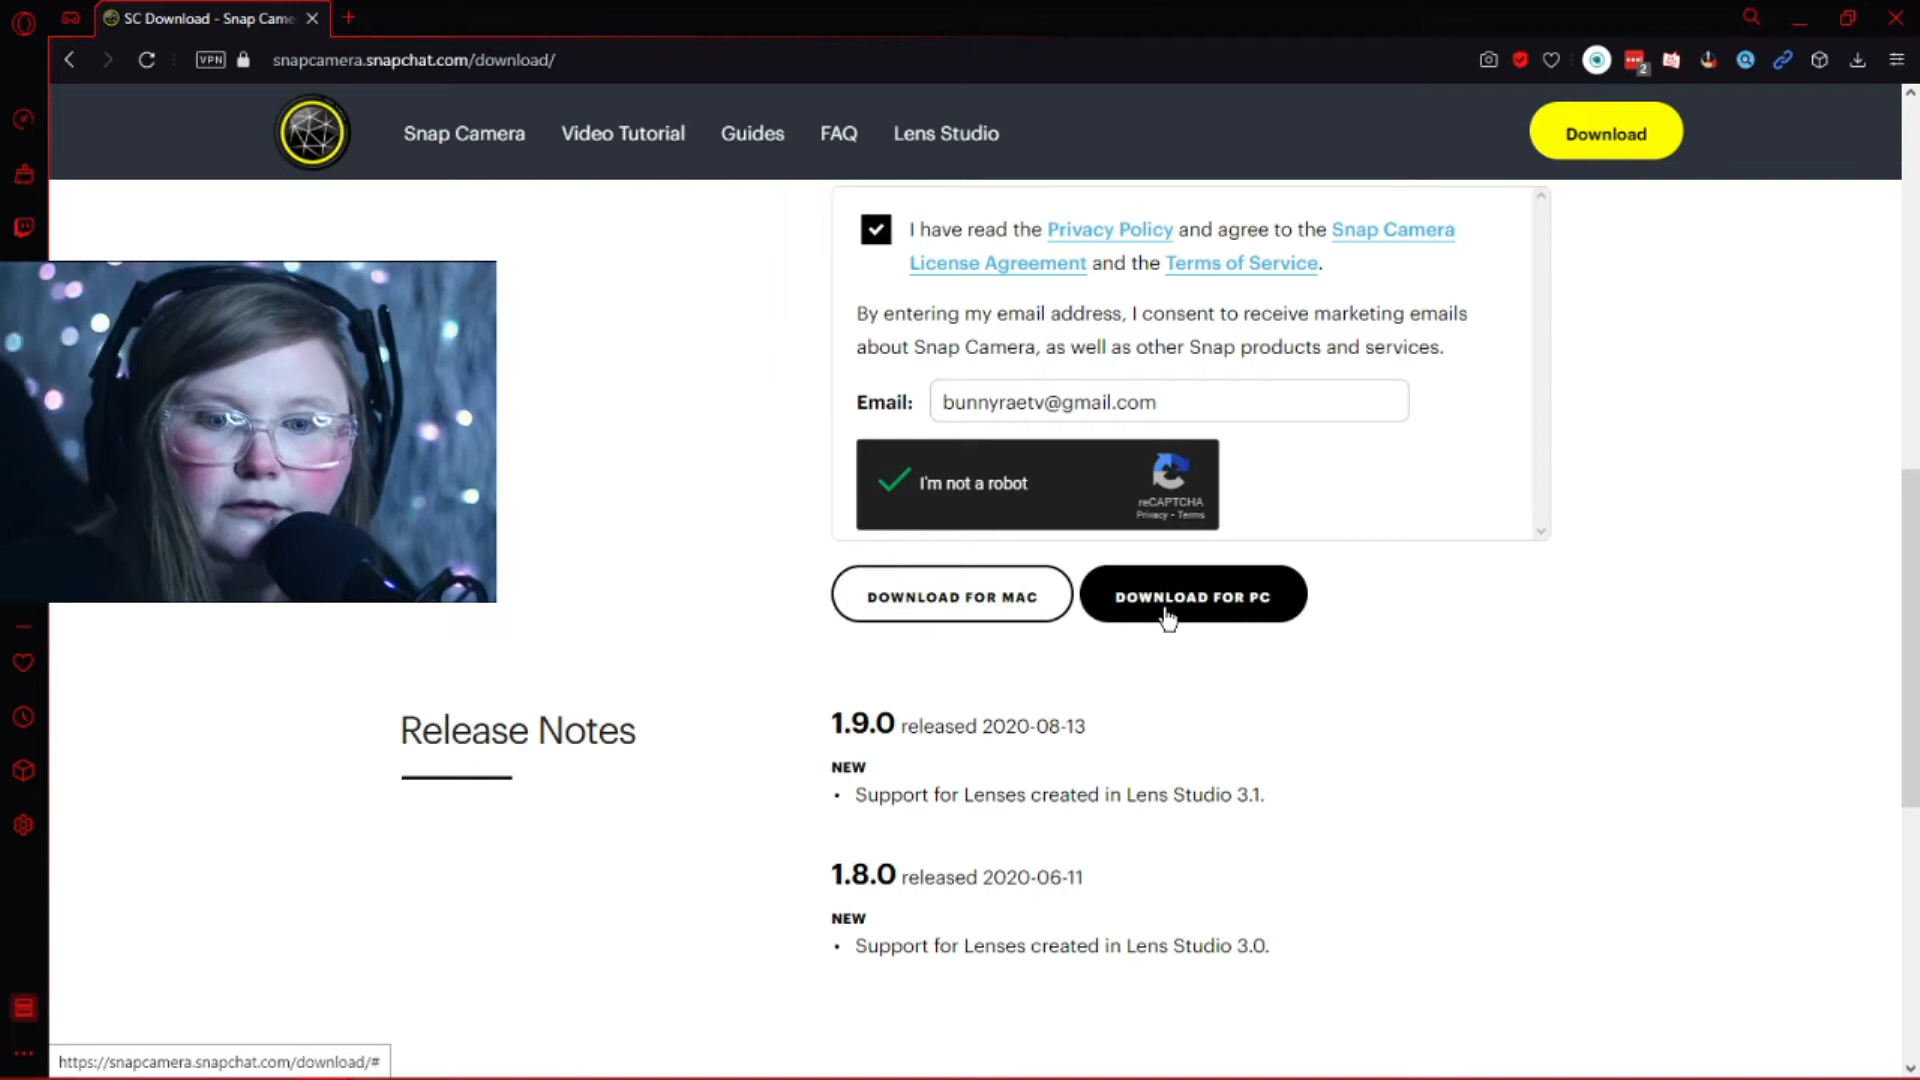 SC Download - Snap Came
VPN
snapcamera.snapchat.com/download/
2
Snap Camera
Video Tutorial
Guides
FAQ
Lens Studio
Download
I have read the Privacy Policy and agree to the Snap Camera
License Agreement and the Terms of Service.
By entering my email address, I consent to receive marketing emails
about Snap Camera, as well as other Snap products and services.
Email: bunnyraetv@gmail.com
I'm not a robot
reCAPTCHA
Privacy - Terms
DOWNLOAD FOR MAC
DOWNLOAD FOR PC
Release Notes
1.9.0 released 2020-08-13
NEW
• Support for Lenses created in Lens Studio 3.1.
1.8.0 released 2020-06-11
NEW
• Support for Lenses created in Lens Studio 3.0.
https://snapcamera.snapchat.com/download/#